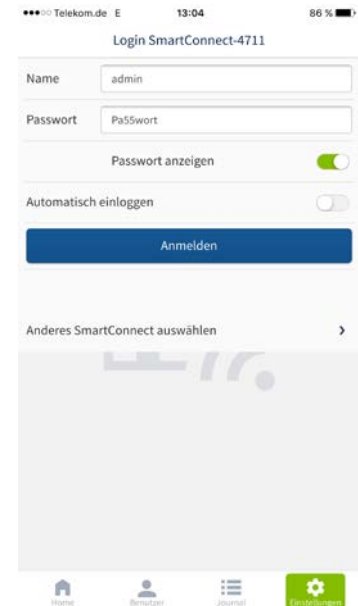 Telekom.de E 13:04 86 %
Login SmartConnect-4711
Name admin
Passwort Pa55wort
Passwort anzeigen
Automatisch einloggen
Anmelden
Anderes SmartConnect auswählen
Home Benutzer Journal Einstellungen